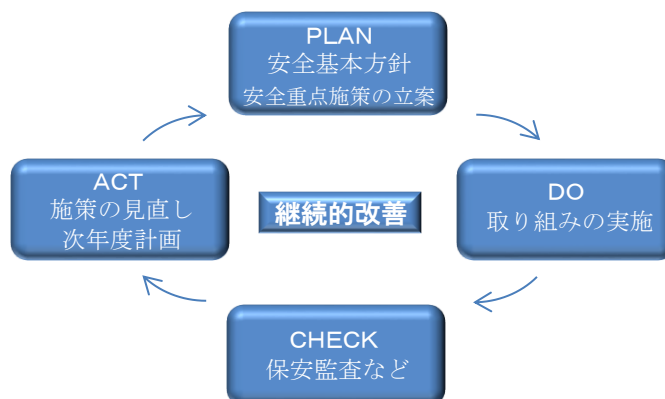 PLAN
安全基本方針
安全重点施策の立案
ACT
施策の見直し
次年度計画
継続的改善
DO
取り組みの実施
CHECK
保安監査など